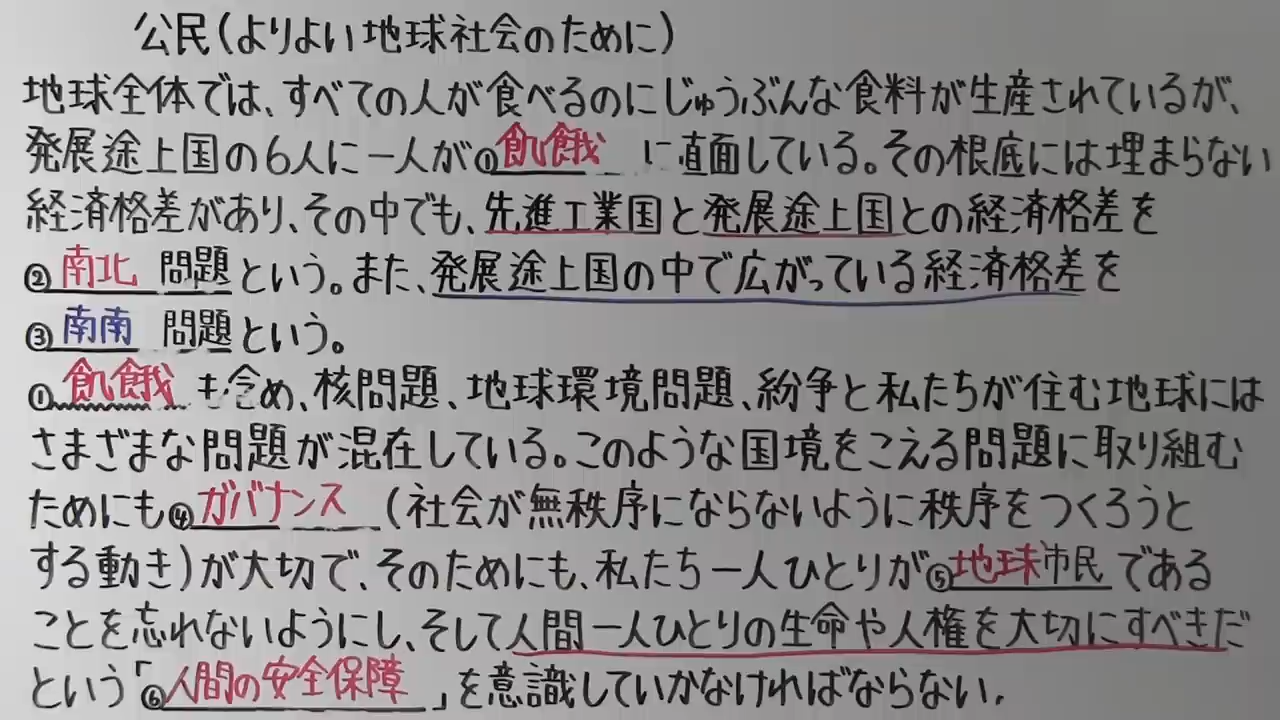 公民(よりよい地球社会のために)
地球全体では、すべての人が食べるのにじゅうぶんな食料が生産されているが、
発展途上国の6人に一人が①飢餓 に直面している。その根底には埋まらない
経済格差があり、その中でも、先進工業国と発展途上国との経済格差を
②南北 問題という。また、発展途上国の中で広がっている経済格差を
③南南 問題という。
①飢餓 も含め、核問題、地球環境問題、紛争と私たちが住む地球には
さまざまな問題が混在している。このような国境をこえる問題に取り組む
ためにも④ガバナンス (社会が無秩序にならないように秩序をつくろうと
する動き)が大切で、そのためにも、私たち一人ひとりが⑤地球市民である
ことを忘れないようにし、そして人間一人ひとりの生命や人権を大切にすべきだ
という「⑥人間の安全保障 」を意識していかなければならない.